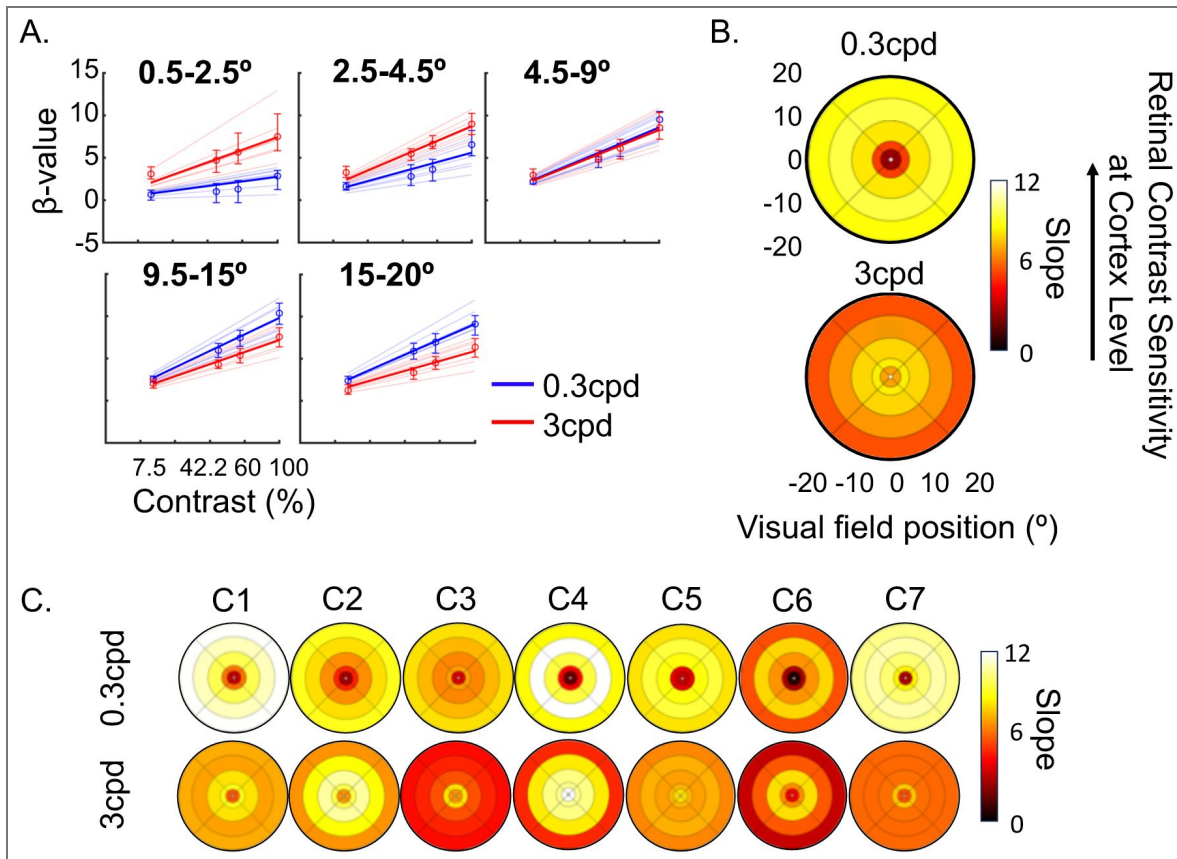 A.
0.5-2.5º
2.5-4.5º
4.5-9º
15
10
5
0
-5
β-value
9.5-15º
15-20º
0.3cpd
3cpd
7.5 42.2 60 100
Contrast (%)
B.
0.3cpd
20
10
0
-10
-20
3cpd
-20 -10 0 10 20
Visual field position (º)
12
6
0
Slope
Retinal Contrast Sensitivity
at Cortex Level
C.
C1 C2 C3 C4 C5 C6 C7
0.3cpd
3cpd
12
6
0
Slope